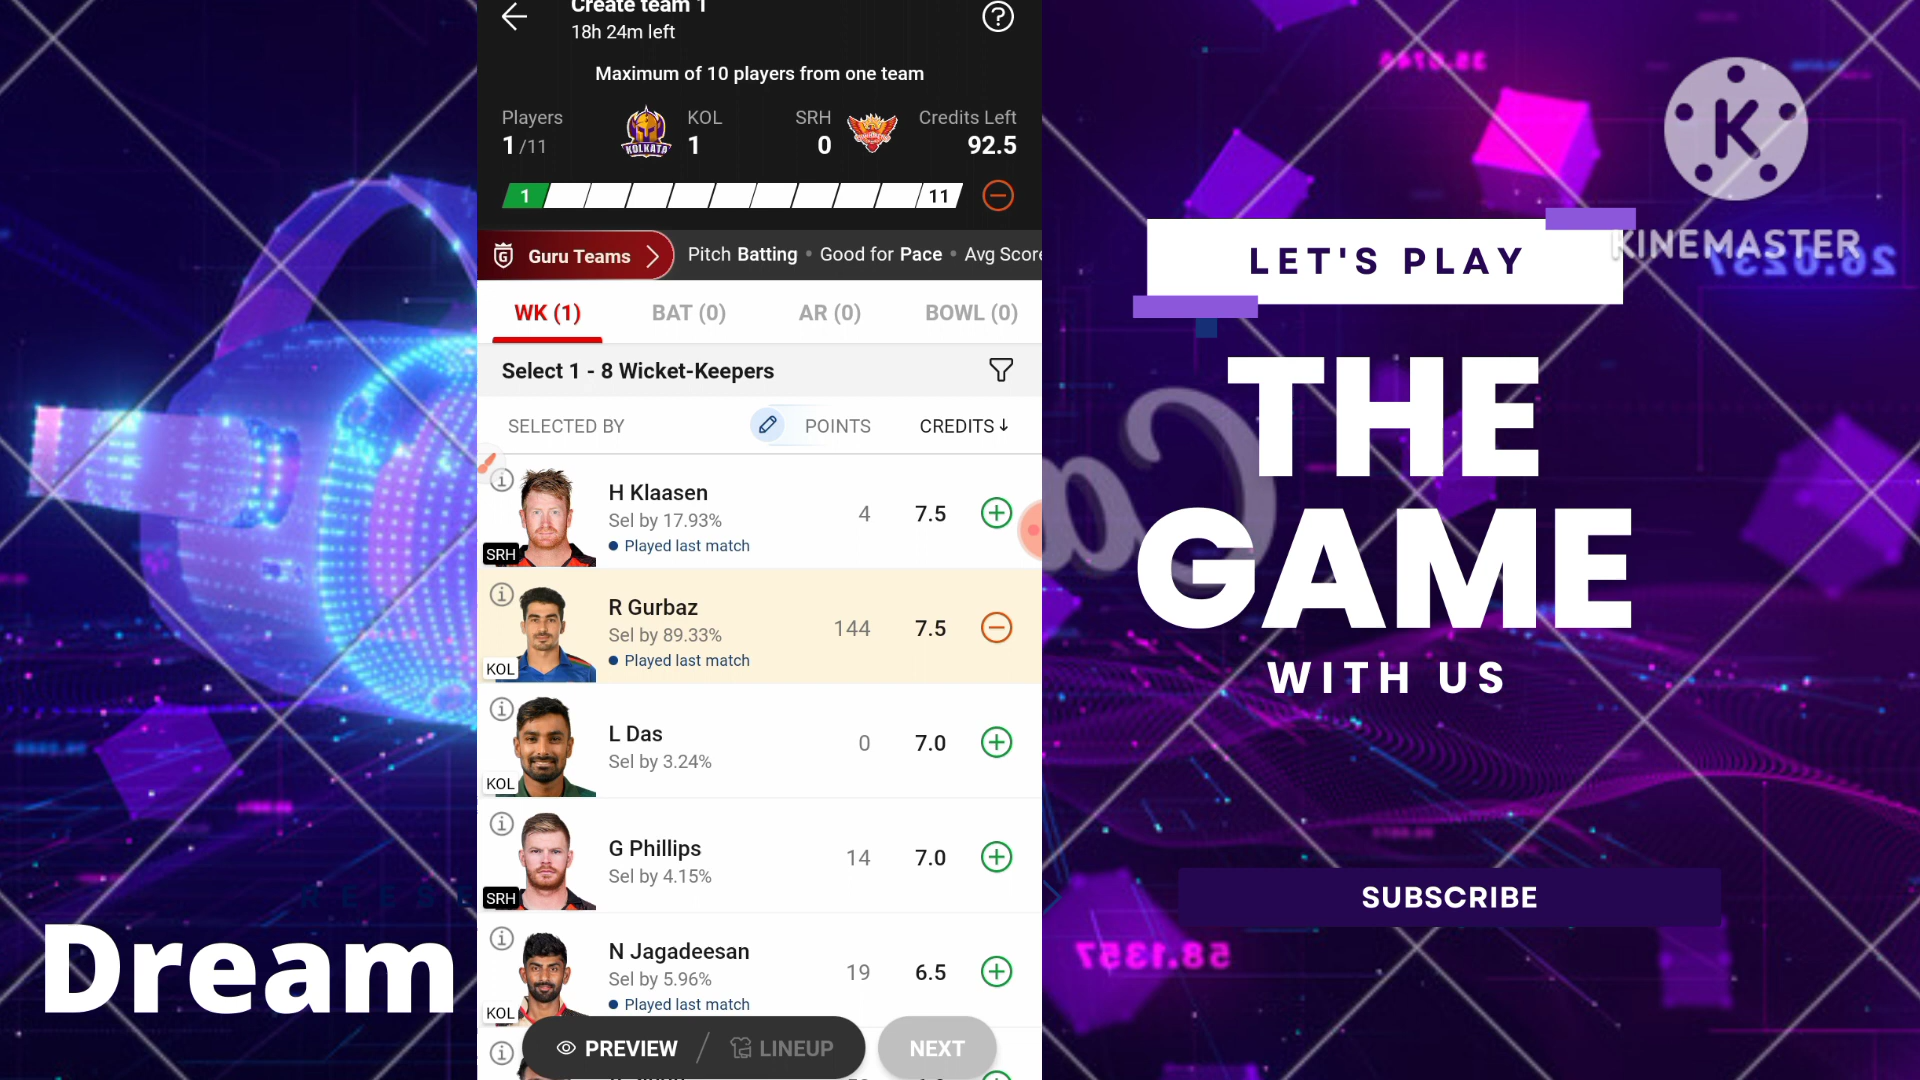 Create team 1
18h 24m left
Maximum of 10 players from one team
Players
1 /11
KOLKATA
KOL
1
SRH
0
Credits Left
92.5
1
11
Guru Teams
Pitch Batting • Good for Pace • Avg Score
WK (1)
BAT (0)
AR (0)
BOWL (0)
Select 1 - 8 Wicket-Keepers
SELECTED BY
POINTS
CREDITS↓
H Klaasen
Sel by 17.93%
Played last match
SRH
4
7.5
R Gurbaz
Sel by 89.33%
Played last match
KOL
144
7.5
L Das
Sel by 3.24%
KOL
0
7.0
G Phillips
Sel by 4.15%
SRH
14
7.0
N Jagadeesan
Sel by 5.96%
Played last match
KOL
19
6.5
PREVIEW / LINEUP
NEXT
Dream
K
KINEMASTER
LET'S PLAY
THE
GAME
WITH US
SUBSCRIBE
26.0257
58.1357